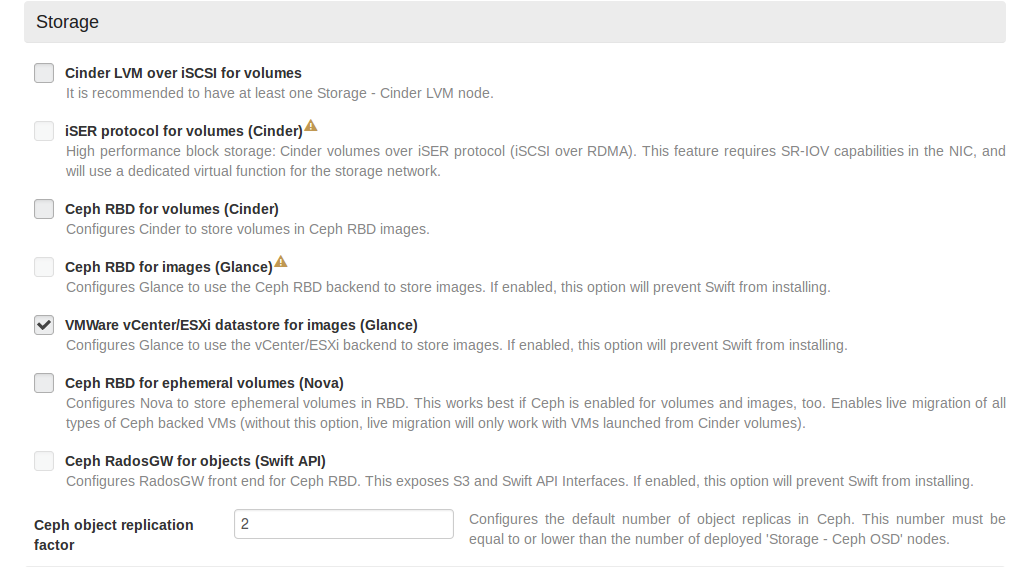 Storage
Cinder LVM over iSCSI for volumes
It is recommended to have at least one Storage - Cinder LVM node.
iSER protocol for volumes (Cinder)
High performance block storage: Cinder volumes over iSER protocol (iSCSI over RDMA). This feature requires SR-IOV capabilities in the NIC, and
will use a dedicated virtual function for the storage network.
Ceph RBD for volumes (Cinder)
Configures Cinder to store volumes in Ceph RBD images.
Ceph RBD for images (Glance)
Configures Glance to use the Ceph RBD backend to store images. If enabled, this option will prevent Swift from installing.
VMWare vCenter/ESXi datastore for images (Glance)
Configures Glance to use the vCenter/ESXi backend to store images. If enabled, this option will prevent Swift from installing.
Ceph RBD for ephemeral volumes (Nova)
Configures Nova to store ephemeral volumes in RBD. This works best if Ceph is enabled for volumes and images, too. Enables live migration of all
types of Ceph backed VMs (without this option, live migration will only work with VMs launched from Cinder volumes).
Ceph RadosGW for objects (Swift API)
Configures RadosGW front end for Ceph RBD. This exposes S3 and Swift API Interfaces. If enabled, this option will prevent Swift from installing.
Ceph object replication
factor
2
Configures the default number of object replicas in Ceph. This number must be
equal to or lower than the number of deployed 'Storage - Ceph OSD' nodes.